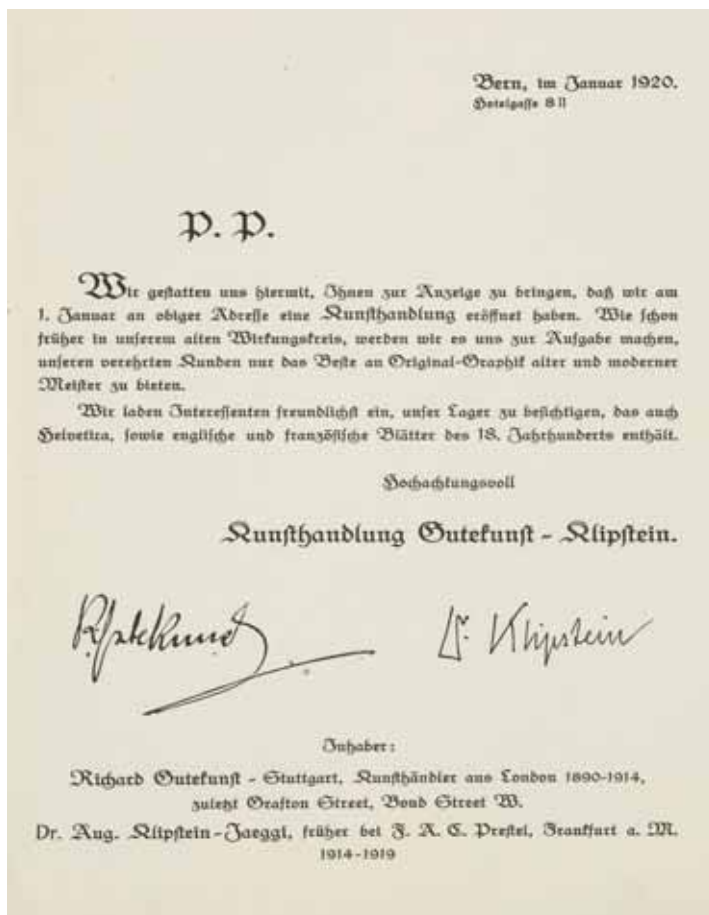 Bern, im Januar 1920.
Hotelgasse 8 II
P. P.
Wir gestatten uns hiermit, Ihnen zur Anzeige zu bringen, daß wir am
1. Januar an obiger Adresse eine Kunsthandlung eröffnet haben. Wie schon
früher in unserem alten Wirkungskreis, werden wir es uns zur Aufgabe machen,
unseren verehrten Kunden nur das Beste an Original-Graphik alter und moderner
Meister zu bieten.
Wir laden Interessenten freundlichst ein, unser Lager zu besichtigen, das auch
Helvetica, sowie englische und französische Blätter des 18. Jahrhunderts enthält.
Hochachtungsvoll
Kunsthandlung Gutekunst - Klipstein.
R. Gutekunst Dr. Klipstein
Inhaber:
Richard Gutekunst - Stuttgart, Kunsthändler aus London 1890-1914,
zuletzt Grafton Street, Bond Street W.
Dr. Aug. Klipstein-Jaeggi, früher bei F. A. C. Prestel, Frankfurt a. M.
1914-1919